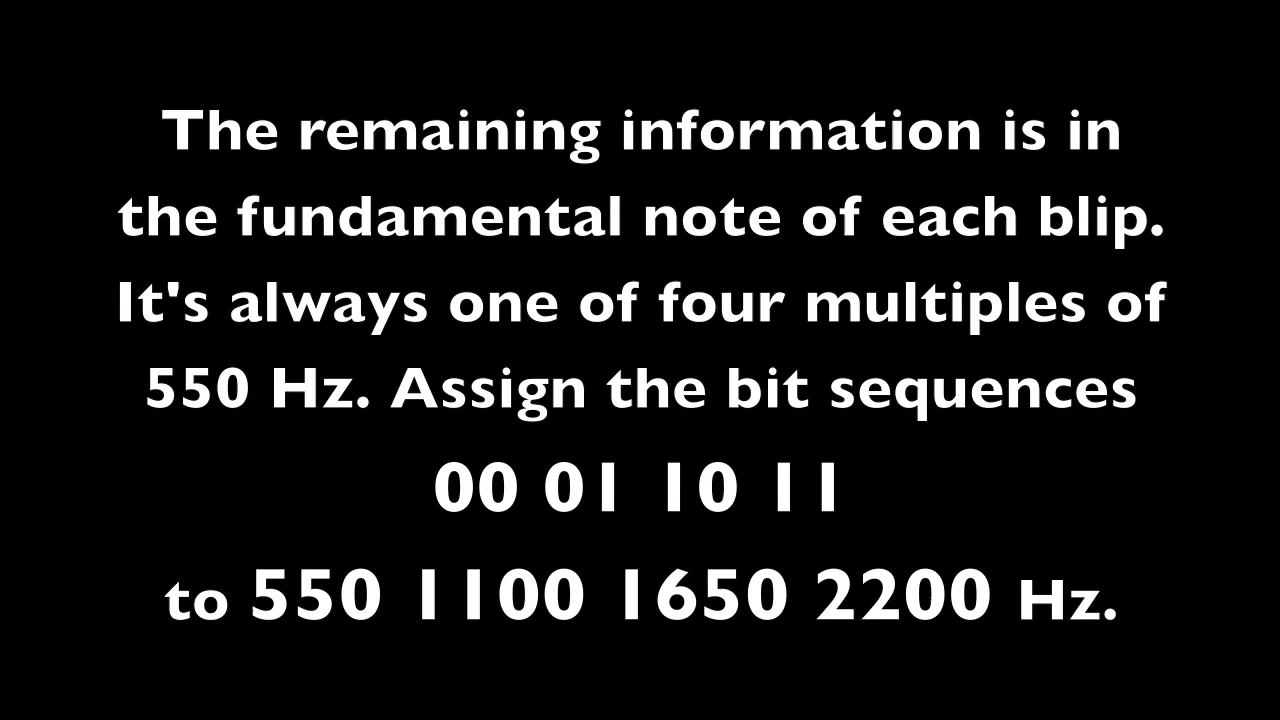 The remaining information is in
the fundamental note of each blip.
It's always one of four multiples of
550 Hz. Assign the bit sequences
00 01 10 11
to 550 1100 1650 2200 Hz.